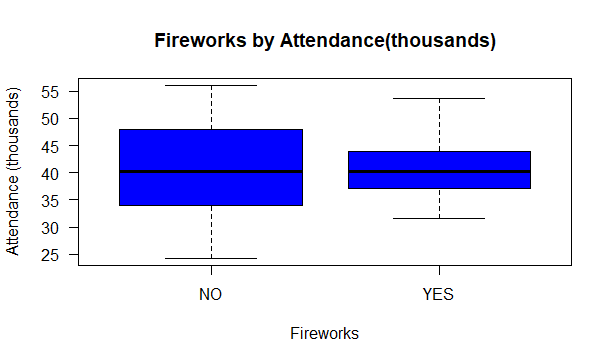 Fireworks by Attendance(thousands)
Attendance (thousands)
55
50
45
40
35
30
25
NO YES
Fireworks